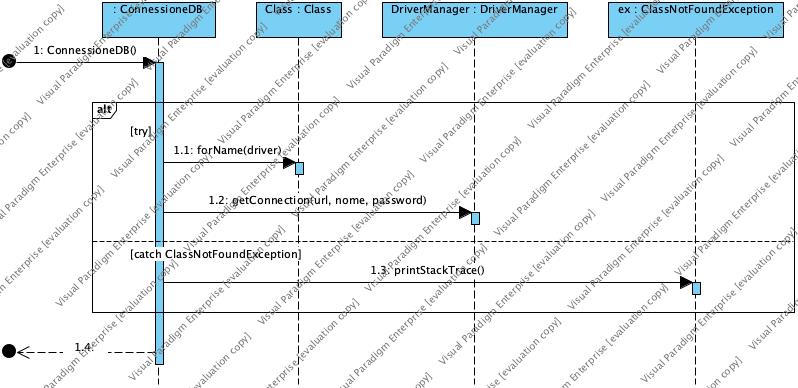 : ConnessioneDB
Class : Class
DriverManager : DriverManager
ex : ClassNotFoundException
1: ConnessioneDB()
alt
[try]
1.1: forName(driver)
1.2: getConnection(url, nome, password)
[catch ClassNotFoundException]
1.3: printStackTrace()
1.4:
Visual Paradigm Enterprise [evaluation copy]